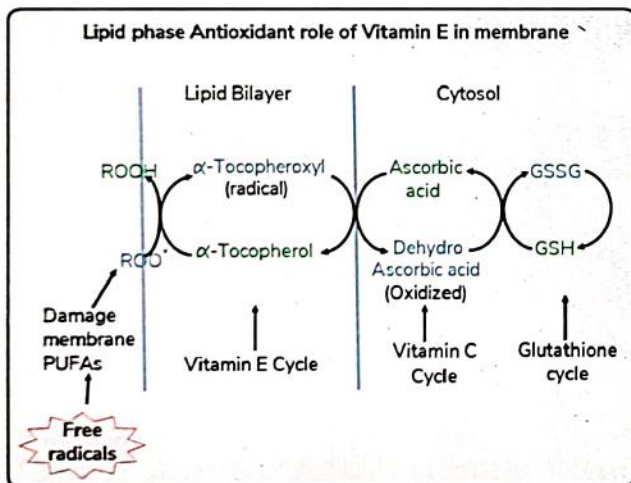 Lipid phase Antioxidant role of Vitamin E in membrane
Lipid Bilayer
Cytosol
ROOH
α-Tocopheroxyl
(radical)
Ascorbic
acid
GSSG
ROO•
α-Tocopherol
Dehydro
Ascorbic acid
(Oxidized)
GSH
Damage
membrane
PUFAs
Vitamin E Cycle
Vitamin C
Cycle
Glutathione
cycle
Free
radicals